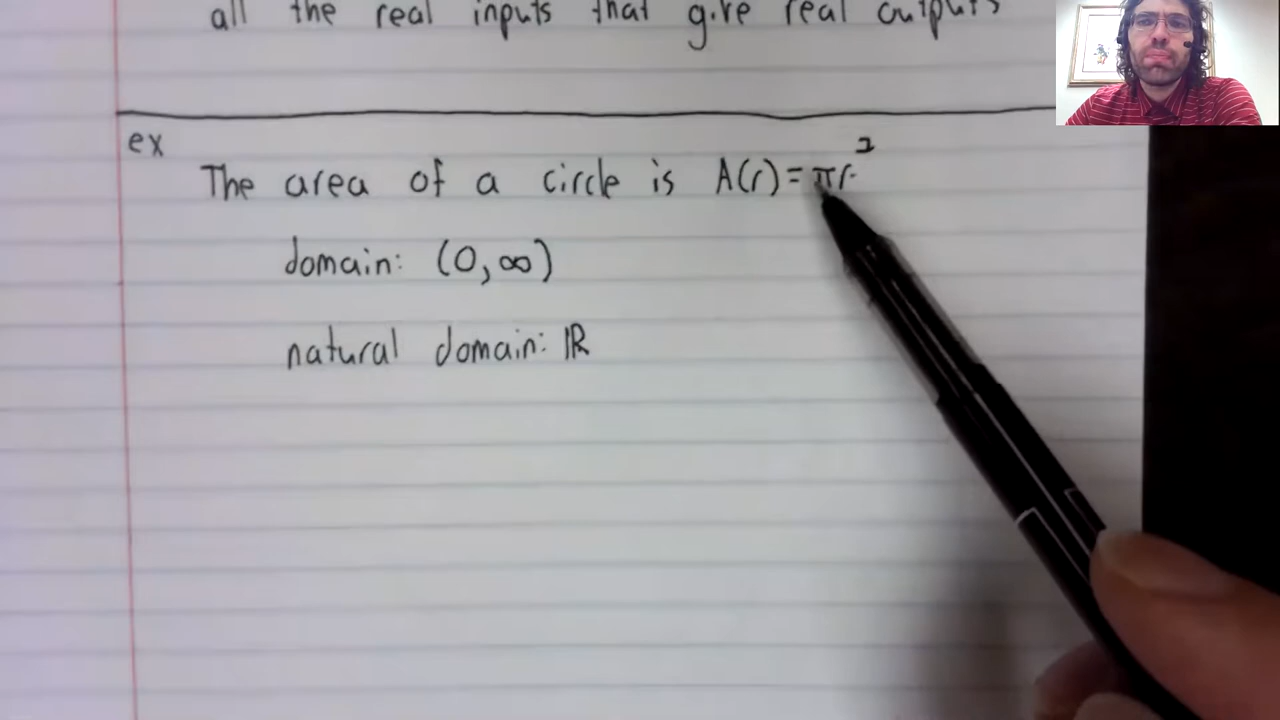 all the real inputs that give real outputs
ex
The area of a circle is A(r)=πr²
domain: (0,∞)
natural domain: ℝ